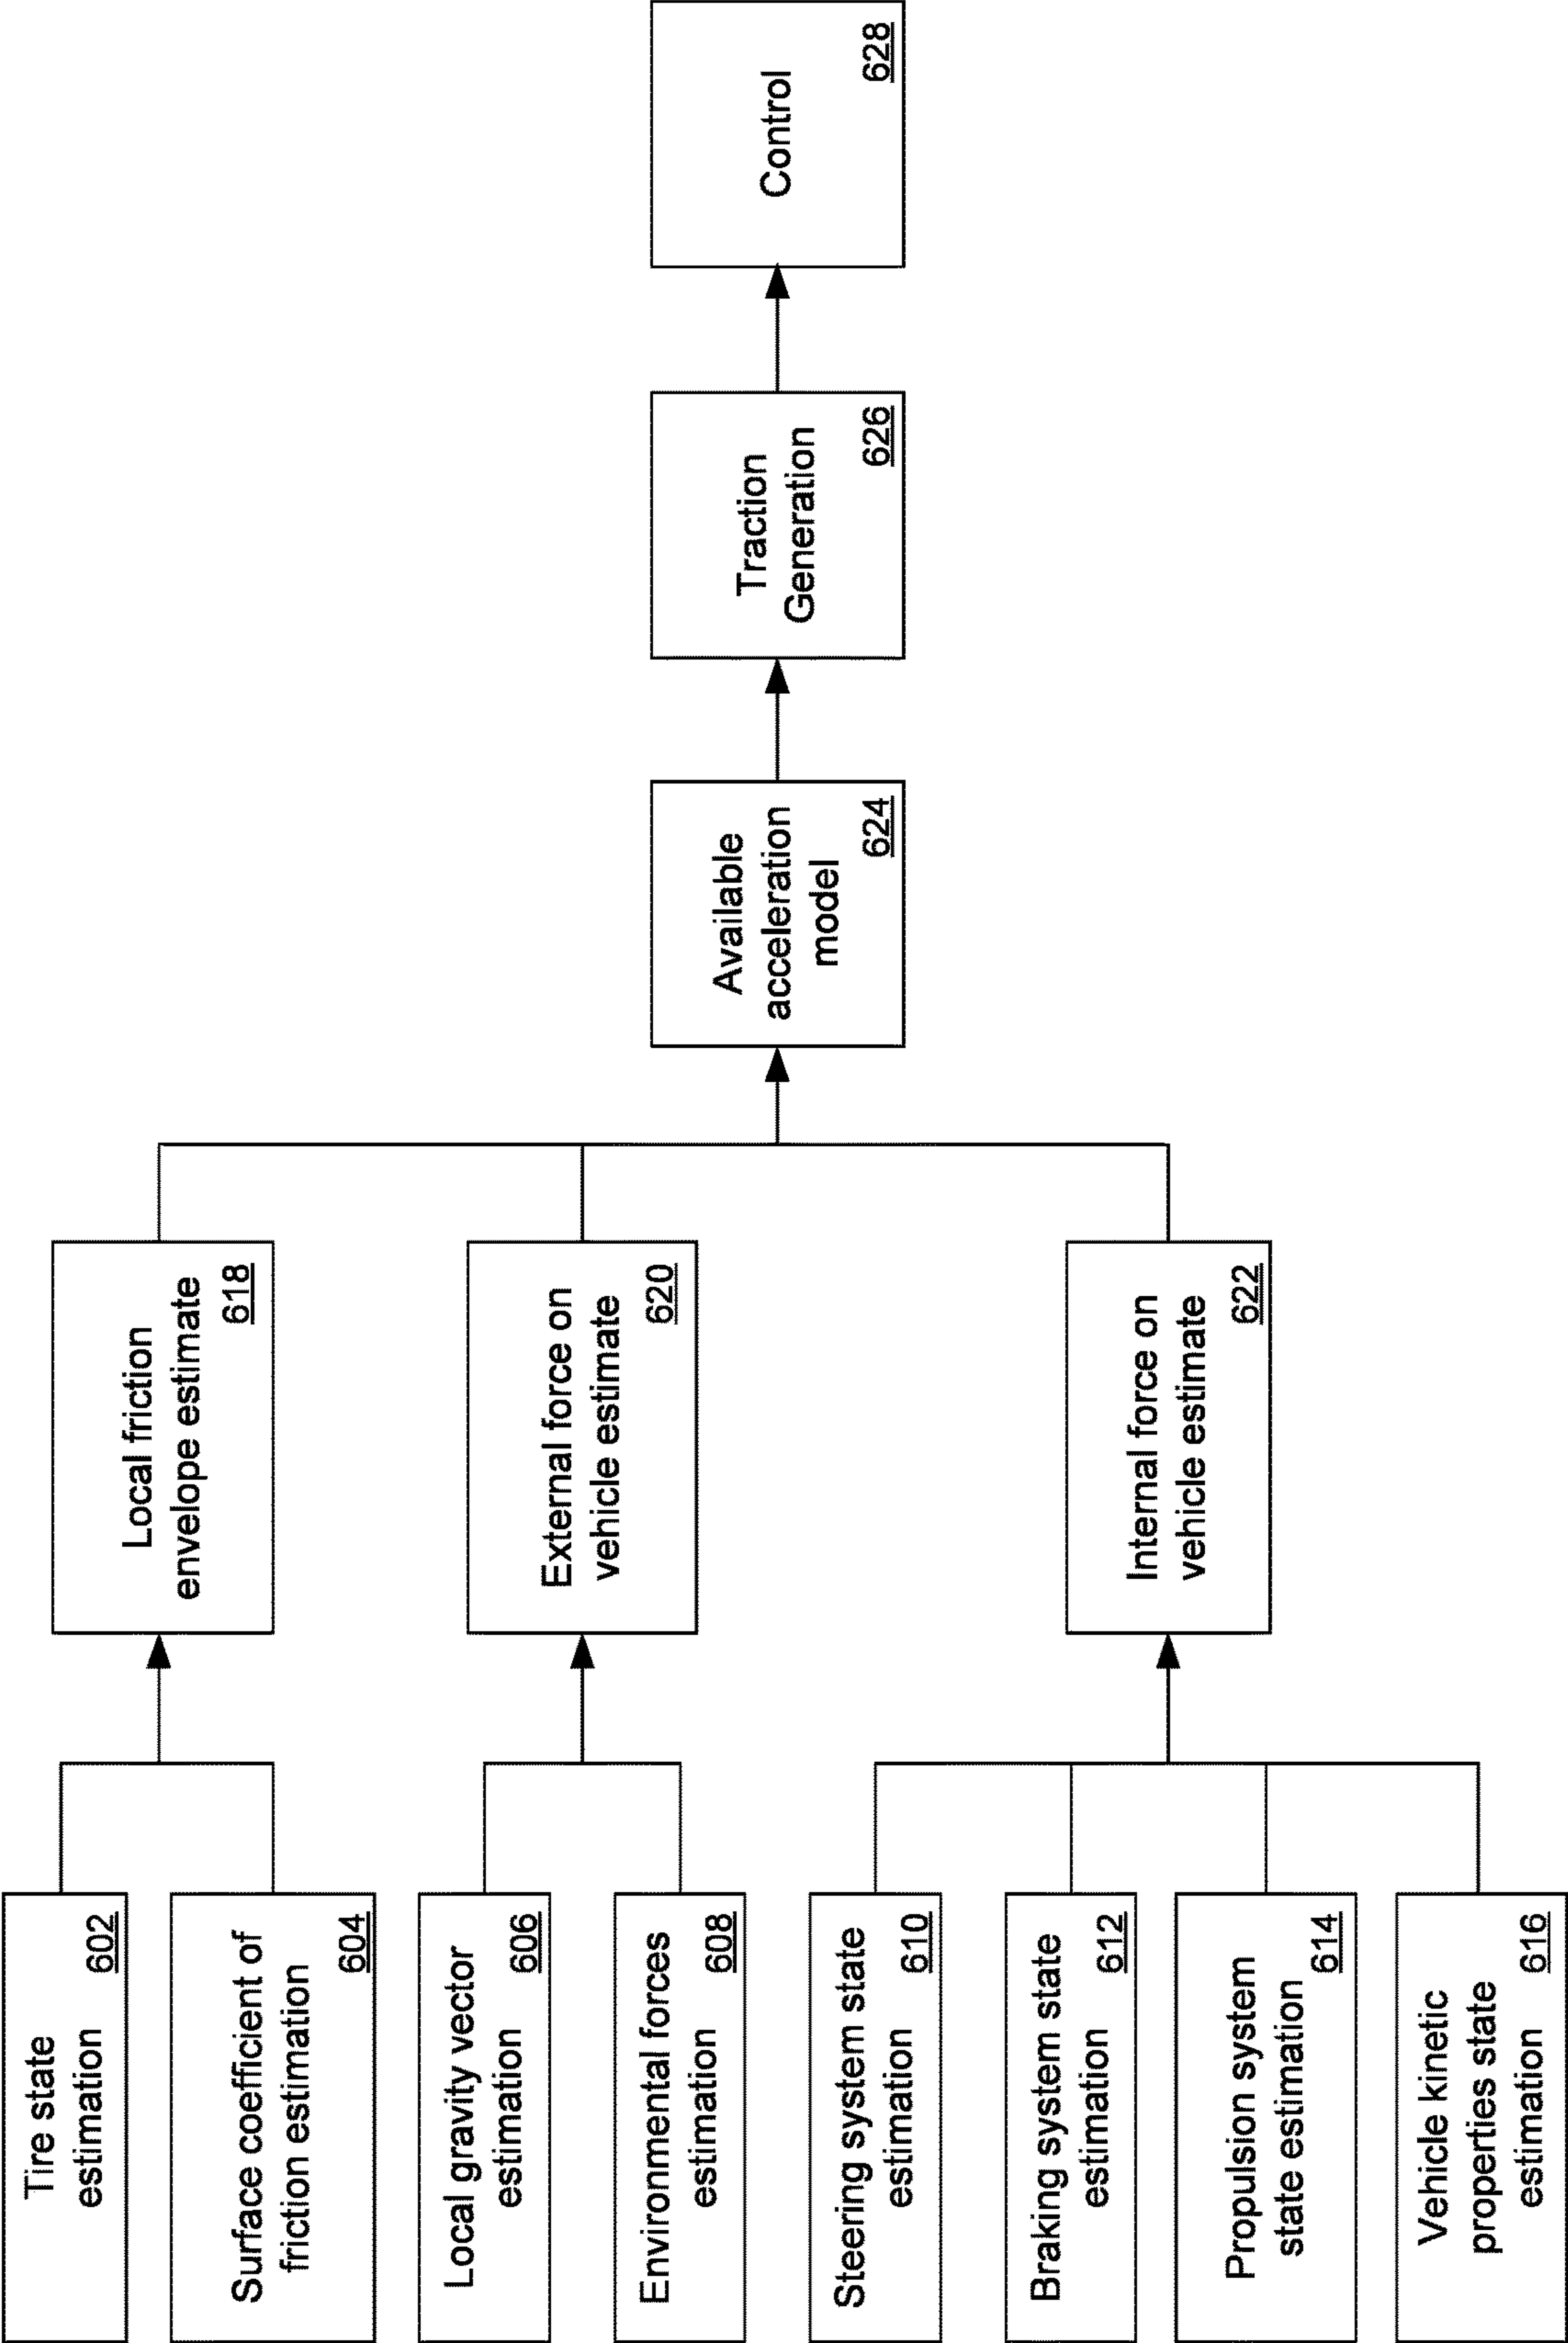 Tire state
estimation
602
Surface coefficient of
friction estimation
604
Local gravity vector
estimation
606
Environmental forces
estimation
608
Steering system state
estimation
610
Braking system state
estimation
612
Propulsion system
state estimation
614
Vehicle kinetic
properties state
estimation
616
Local friction
envelope estimate
618
External force on
vehicle estimate
620
Internal force on
vehicle estimate
622
Available
acceleration
model
624
Traction
Generation
626
Control
628